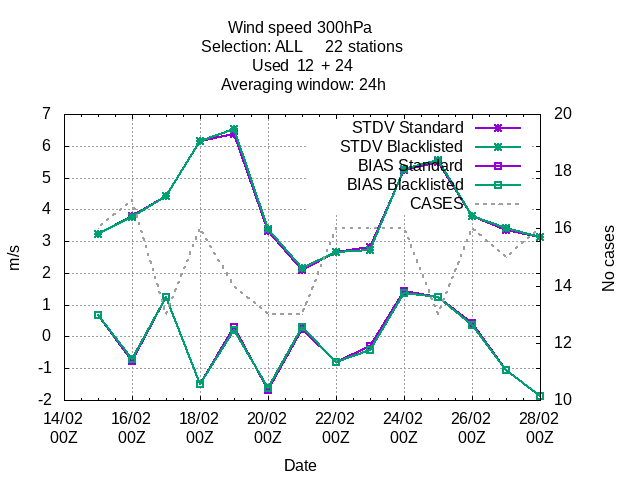 Wind speed 300hPa
Selection: ALL 22 stations
Used 12 + 24
Averaging window: 24h
7
6
5
4
3
2
1
0
-1
-2
m/s
20
18
16
14
12
10
No cases
STDV Standard
STDV Blacklisted
BIAS Standard
BIAS Blacklisted
CASES
14/02 16/02 18/02 20/02 22/02 24/02 26/02 28/02
00Z 00Z 00Z 00Z 00Z 00Z 00Z 00Z
Date